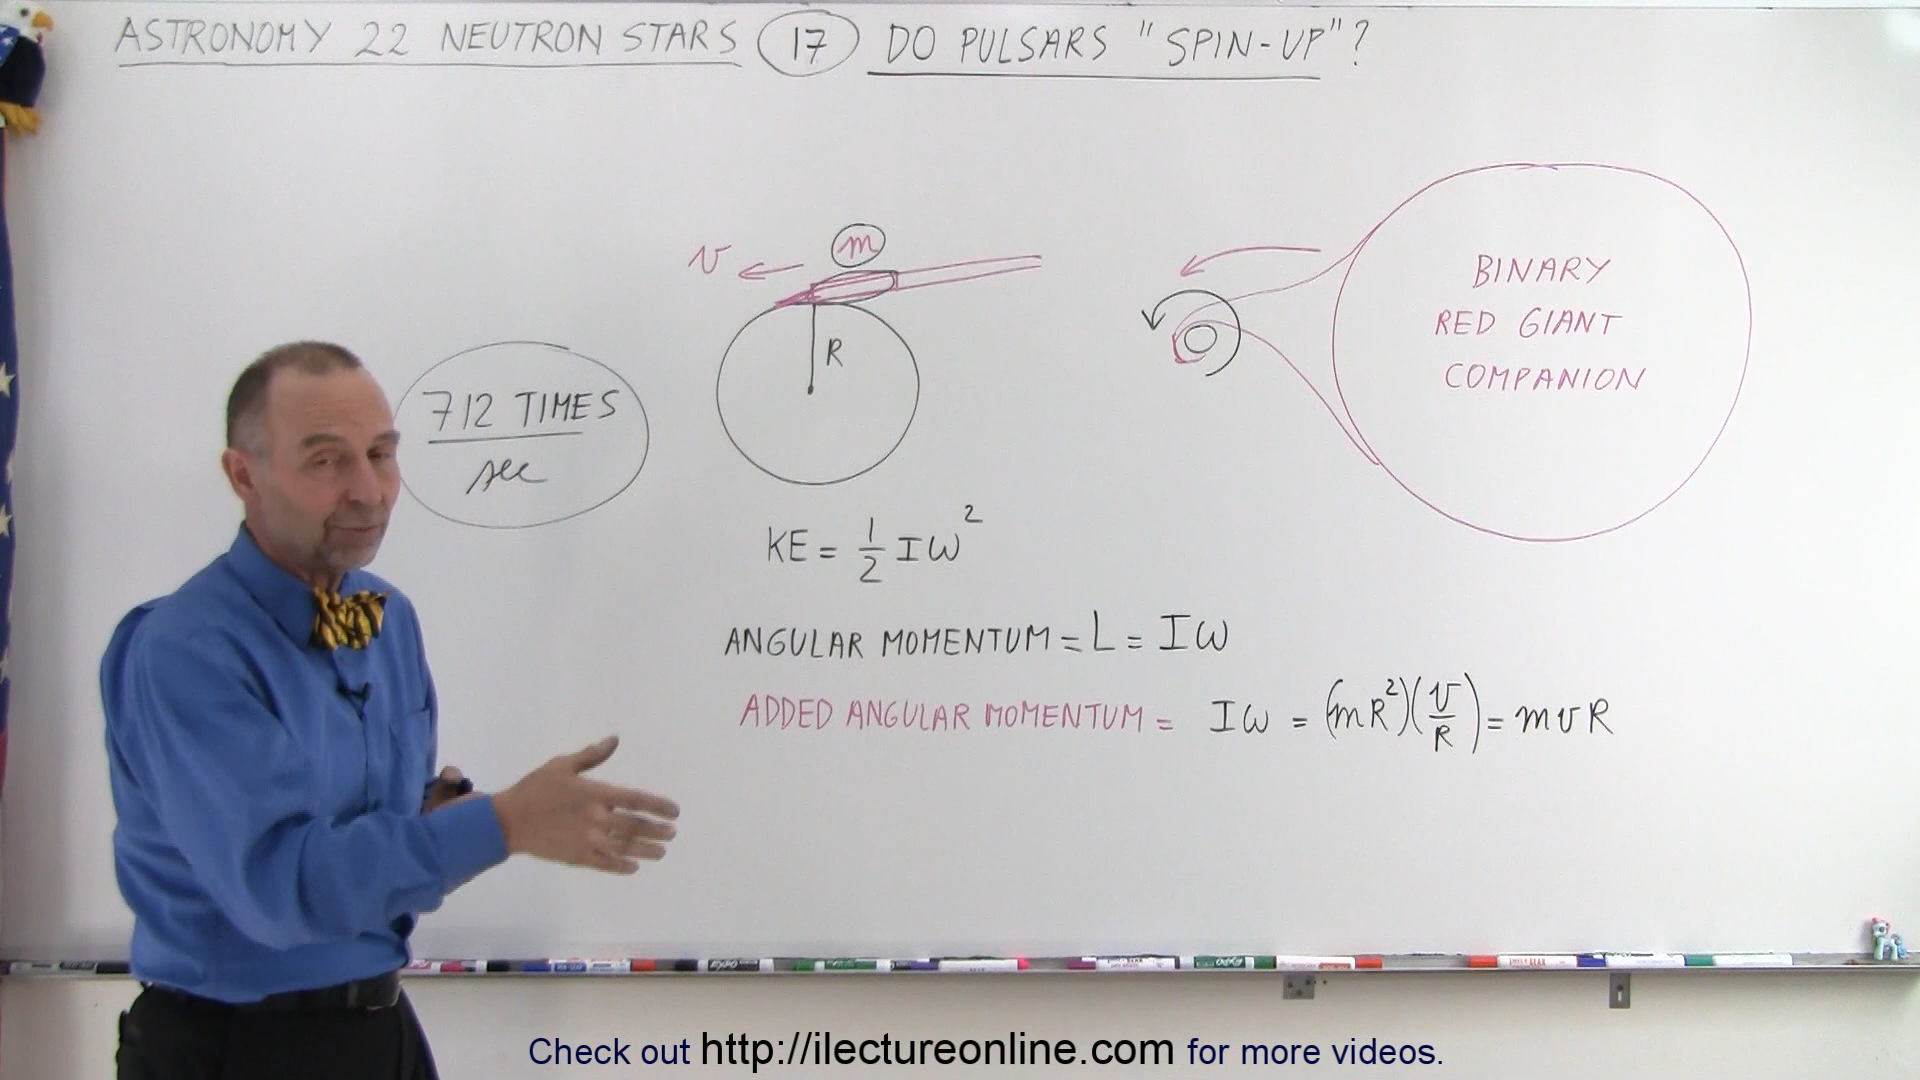 ASTRONOMY 22 NEUTRON STARS 17 DO PULSARS "SPIN-UP"?
v
m
R
712 TIMES
sec
BINARY
RED GIANT
COMPANION
KE = 1/2 Iω²
ANGULAR MOMENTUM = L = Iω
ADDED ANGULAR MOMENTUM = Iω = (mR²)(v/R) = mvR
EXPO
Check out http://ilectureonline.com for more videos.